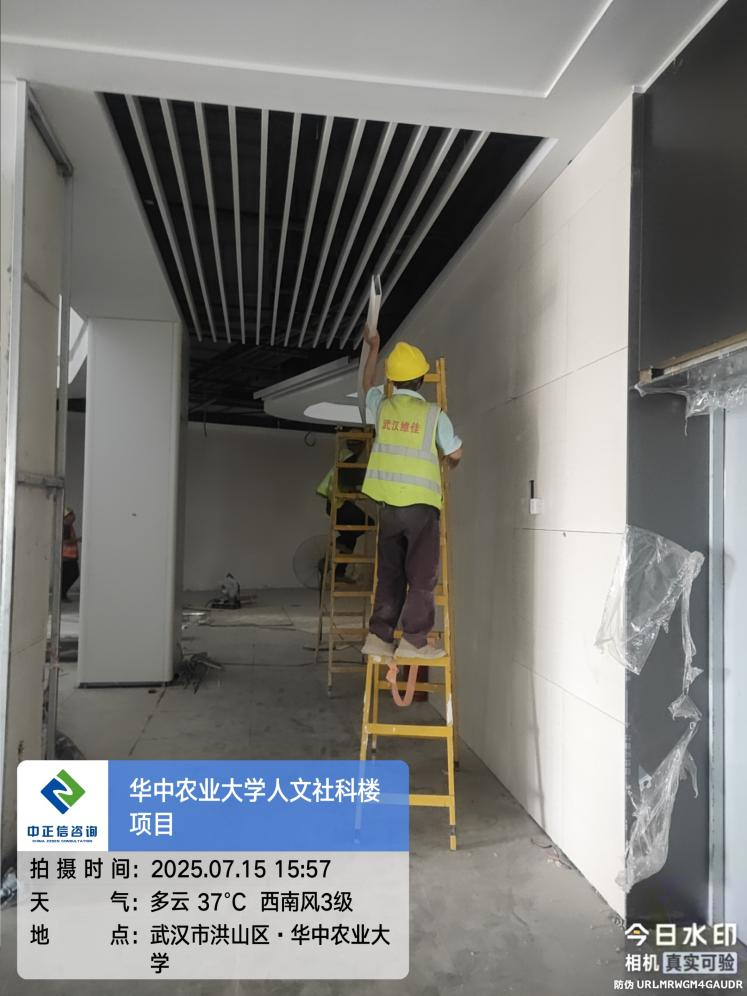 武汉维佳
华中农业大学人文社科楼
项目
中正信咨询
CHINA ZEXIN CONSULTATION
拍摄时间: 2025.07.15 15:57
天气: 多云 37°C 西南风3级
地点: 武汉市洪山区·华中农业大
学
今日水印
相机 真实可验
防伪 URLMRWGM4GAUDR